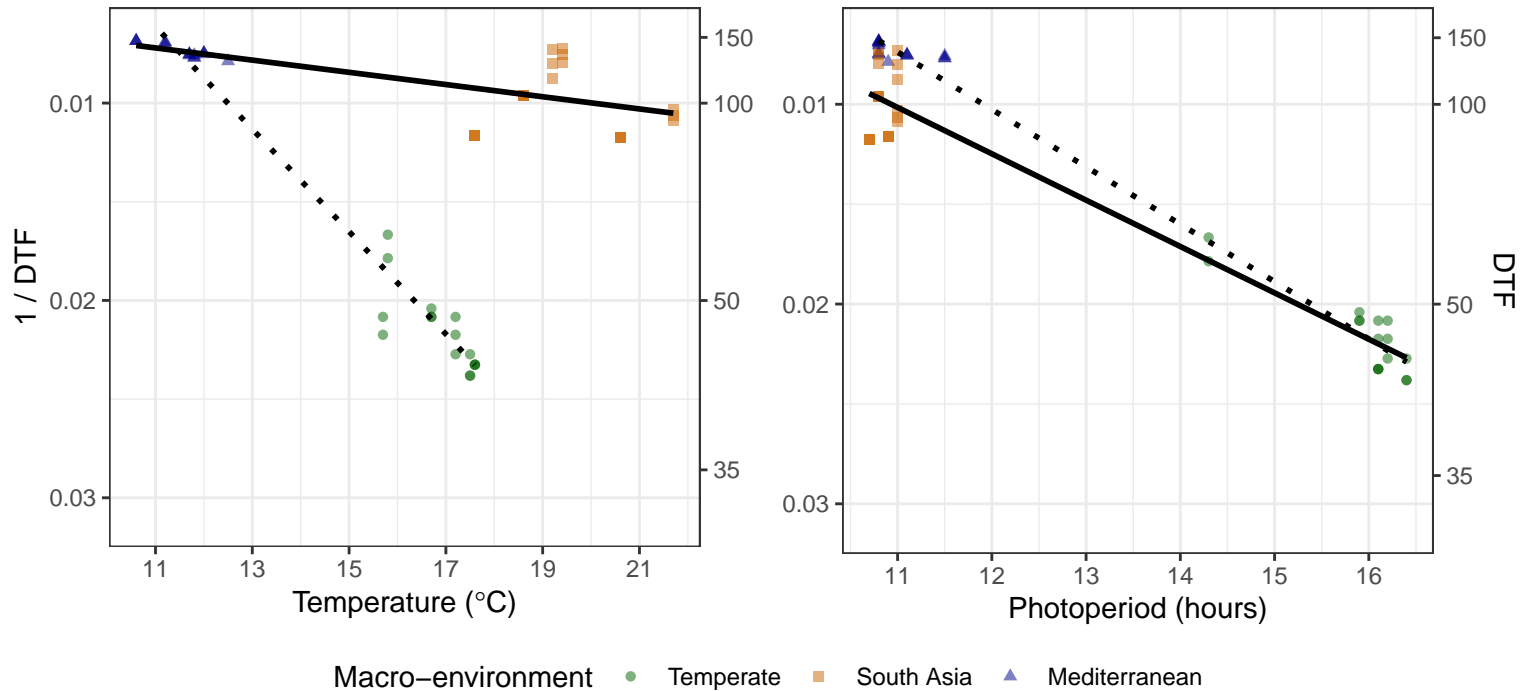 1 / DTF
0.01
0.02
0.03
150
100
50
35
11 13 15 17 19 21
Temperature (°C)
0.01
0.02
0.03
150
100
50
35
DTF
11 12 13 14 15 16
Photoperiod (hours)
Macro−environment Temperate South Asia Mediterranean